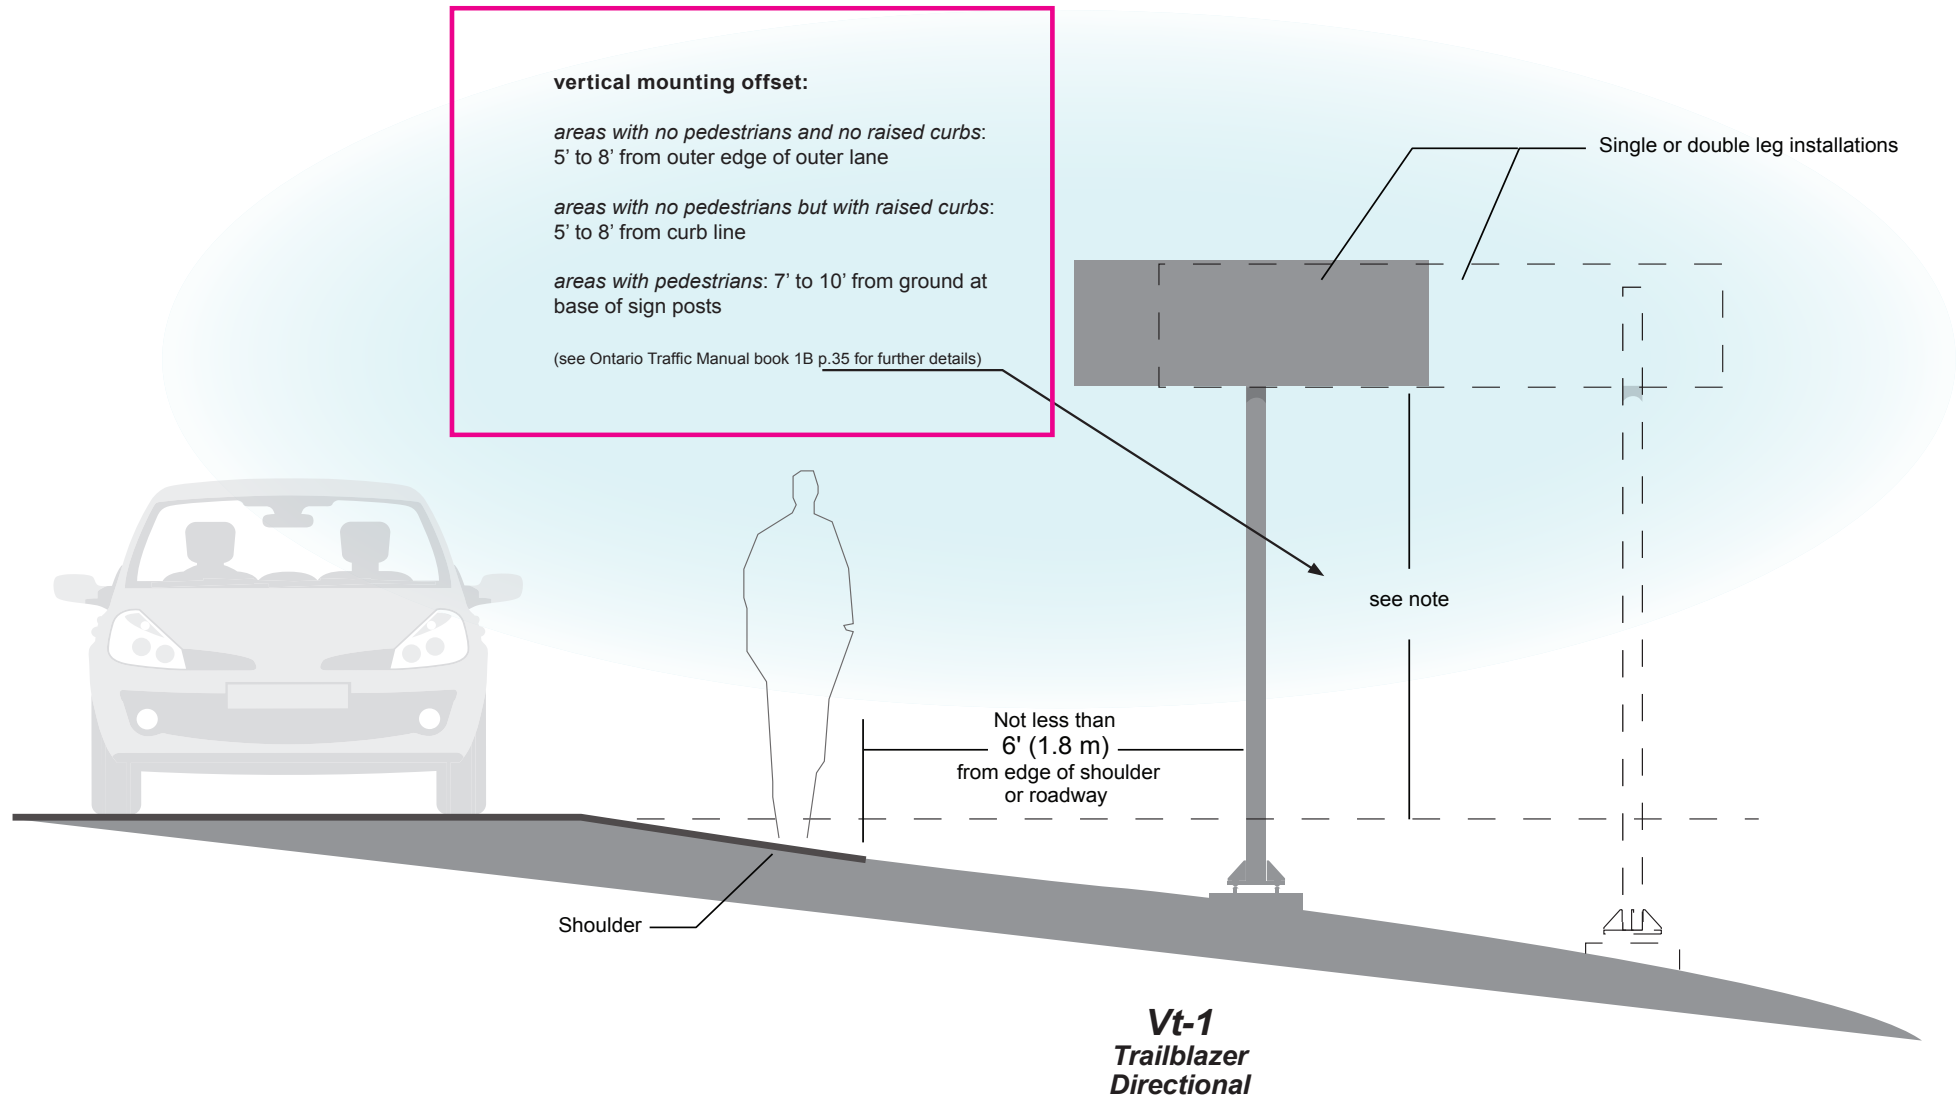 vertical mounting offset:
areas with no pedestrians and no raised curbs:
5’ to 8’ from outer edge of outer lane
areas with no pedestrians but with raised curbs:
5’ to 8’ from curb line
areas with pedestrians: 7’ to 10’ from ground at
base of sign posts
(see Ontario Traffic Manual book 1B p.35 for further details)
Single or double leg installations
see note
Not less than
6' (1.8 m)
from edge of shoulder
or roadway
Shoulder
Vt-1
Trailblazer
Directional